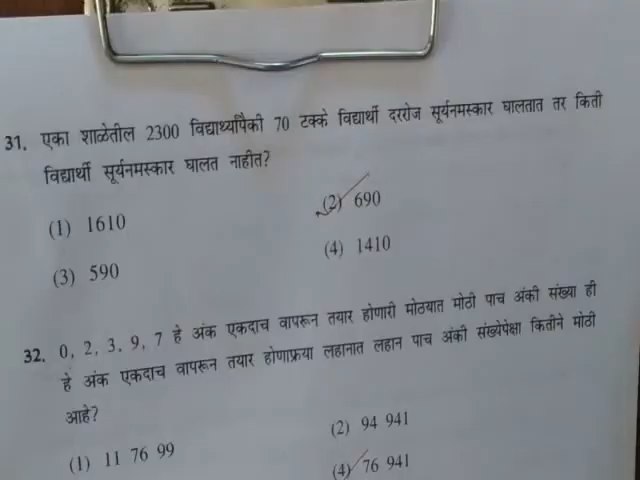 31. एका शाळेतील 2300 विद्यार्थ्यांपैकी 70 टक्के विद्यार्थी दररोज सूर्यनमस्कार घालतात तर किती
विद्यार्थी सूर्यनमस्कार घालत नाहीत?
(1) 1610 (2) 690
(3) 590 (4) 1410
32. 0, 2, 3, 9, 7 हे अंक एकदाच वापरून तयार होणारी मोठयात मोठी पाच अंकी संख्या ही
हे अंक एकदाच वापरून तयार होणाऱ्या लहानात लहान पाच अंकी संख्येपेक्षा कितीने मोठी
आहे?
(1) 11 76 99 (2) 94 941
(4) 76 941